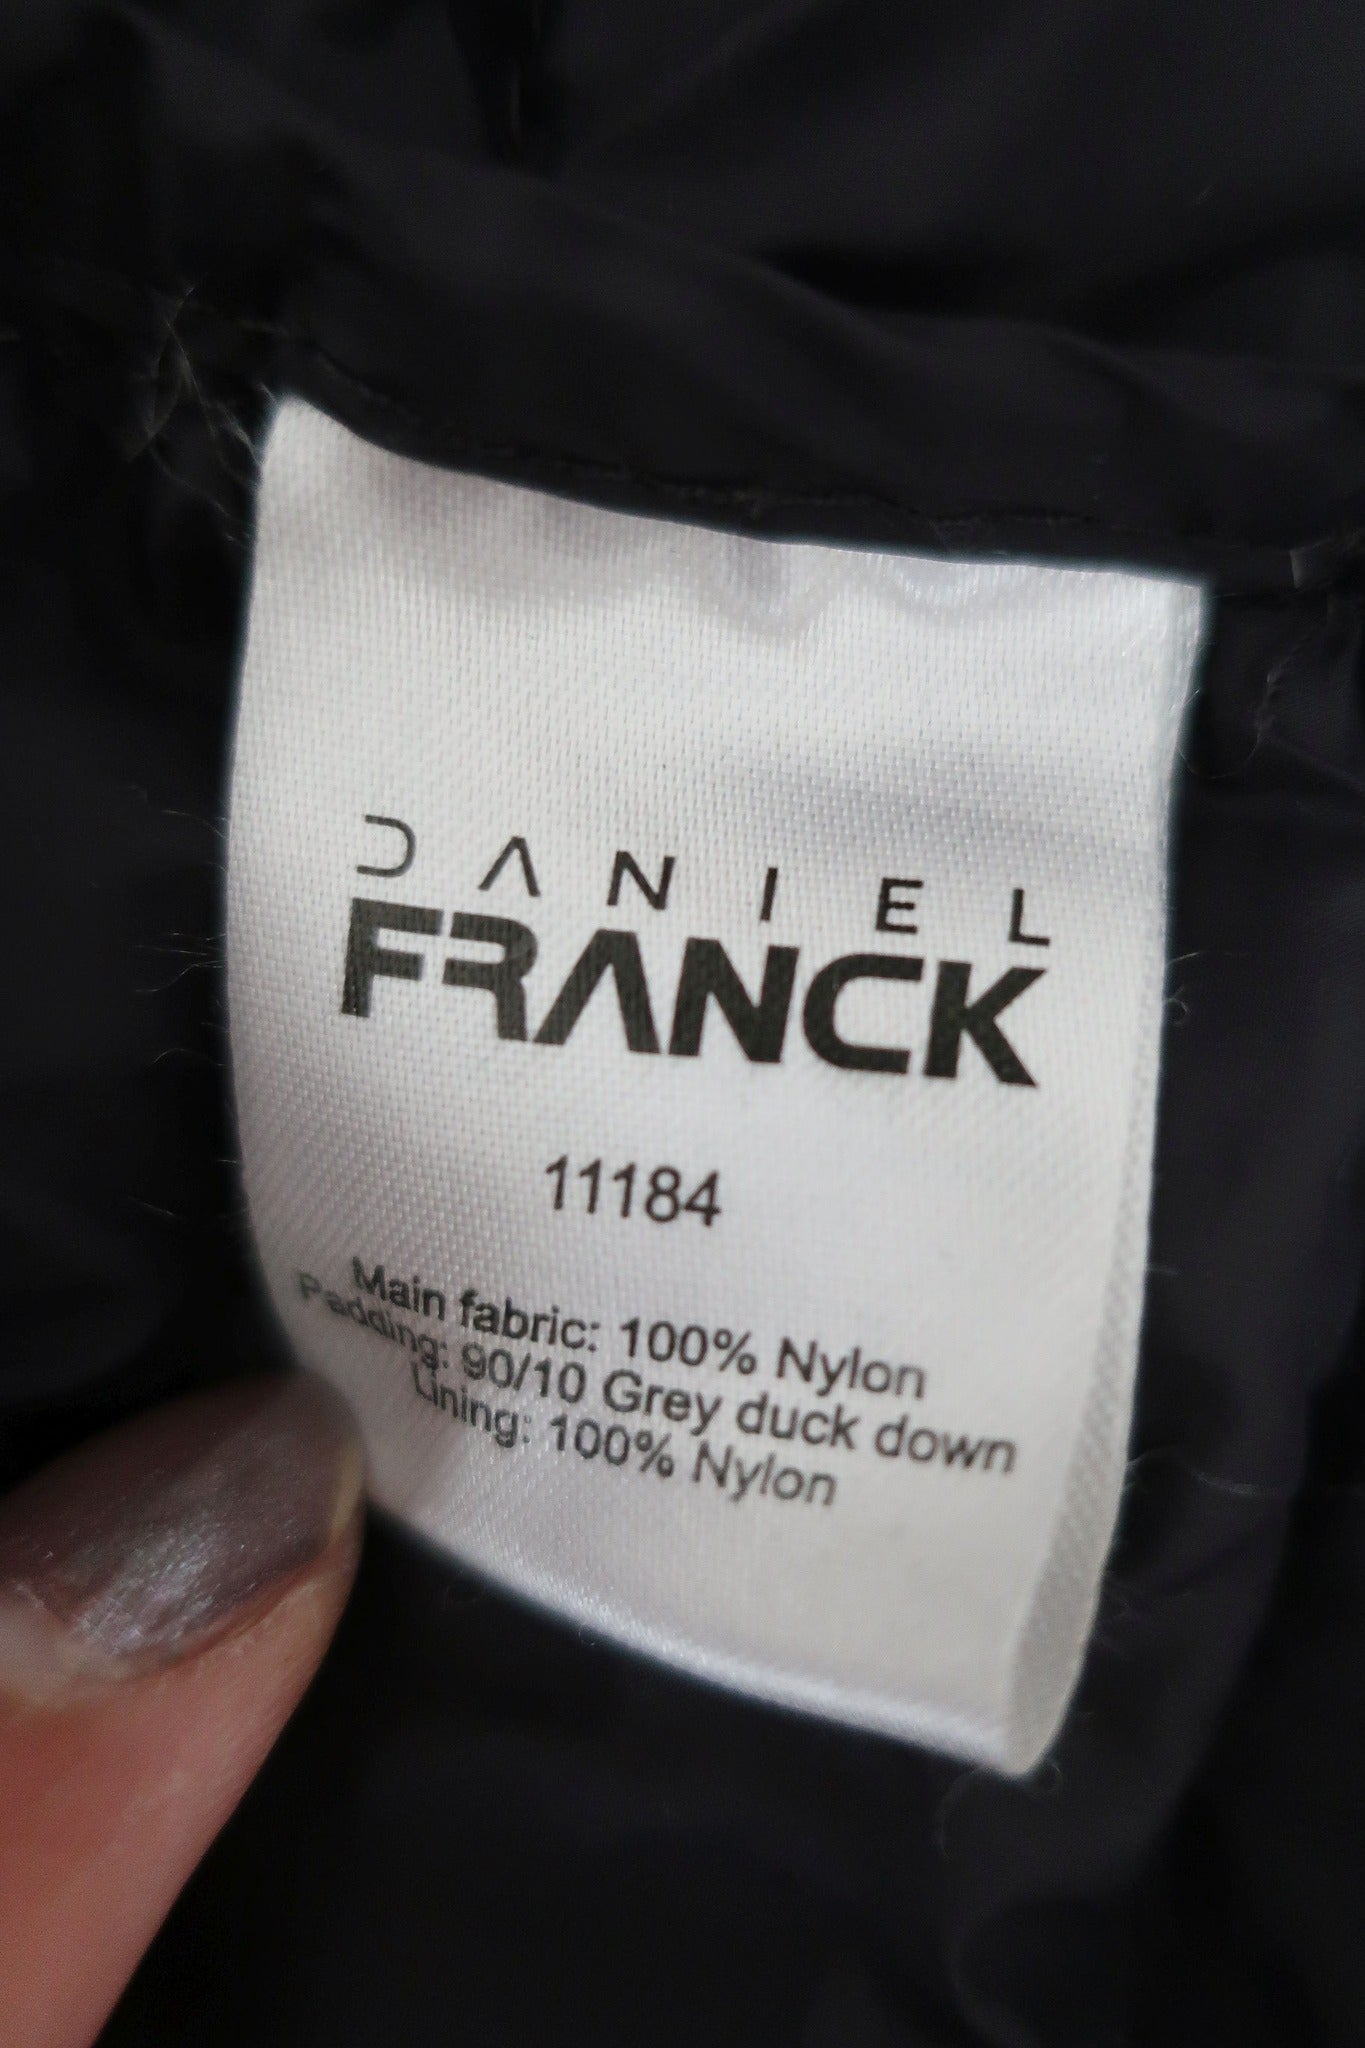 DANIEL
FRANCK
11184
Main fabric: 100% Nylon
Padding: 90/10 Grey duck down
Lining: 100% Nylon